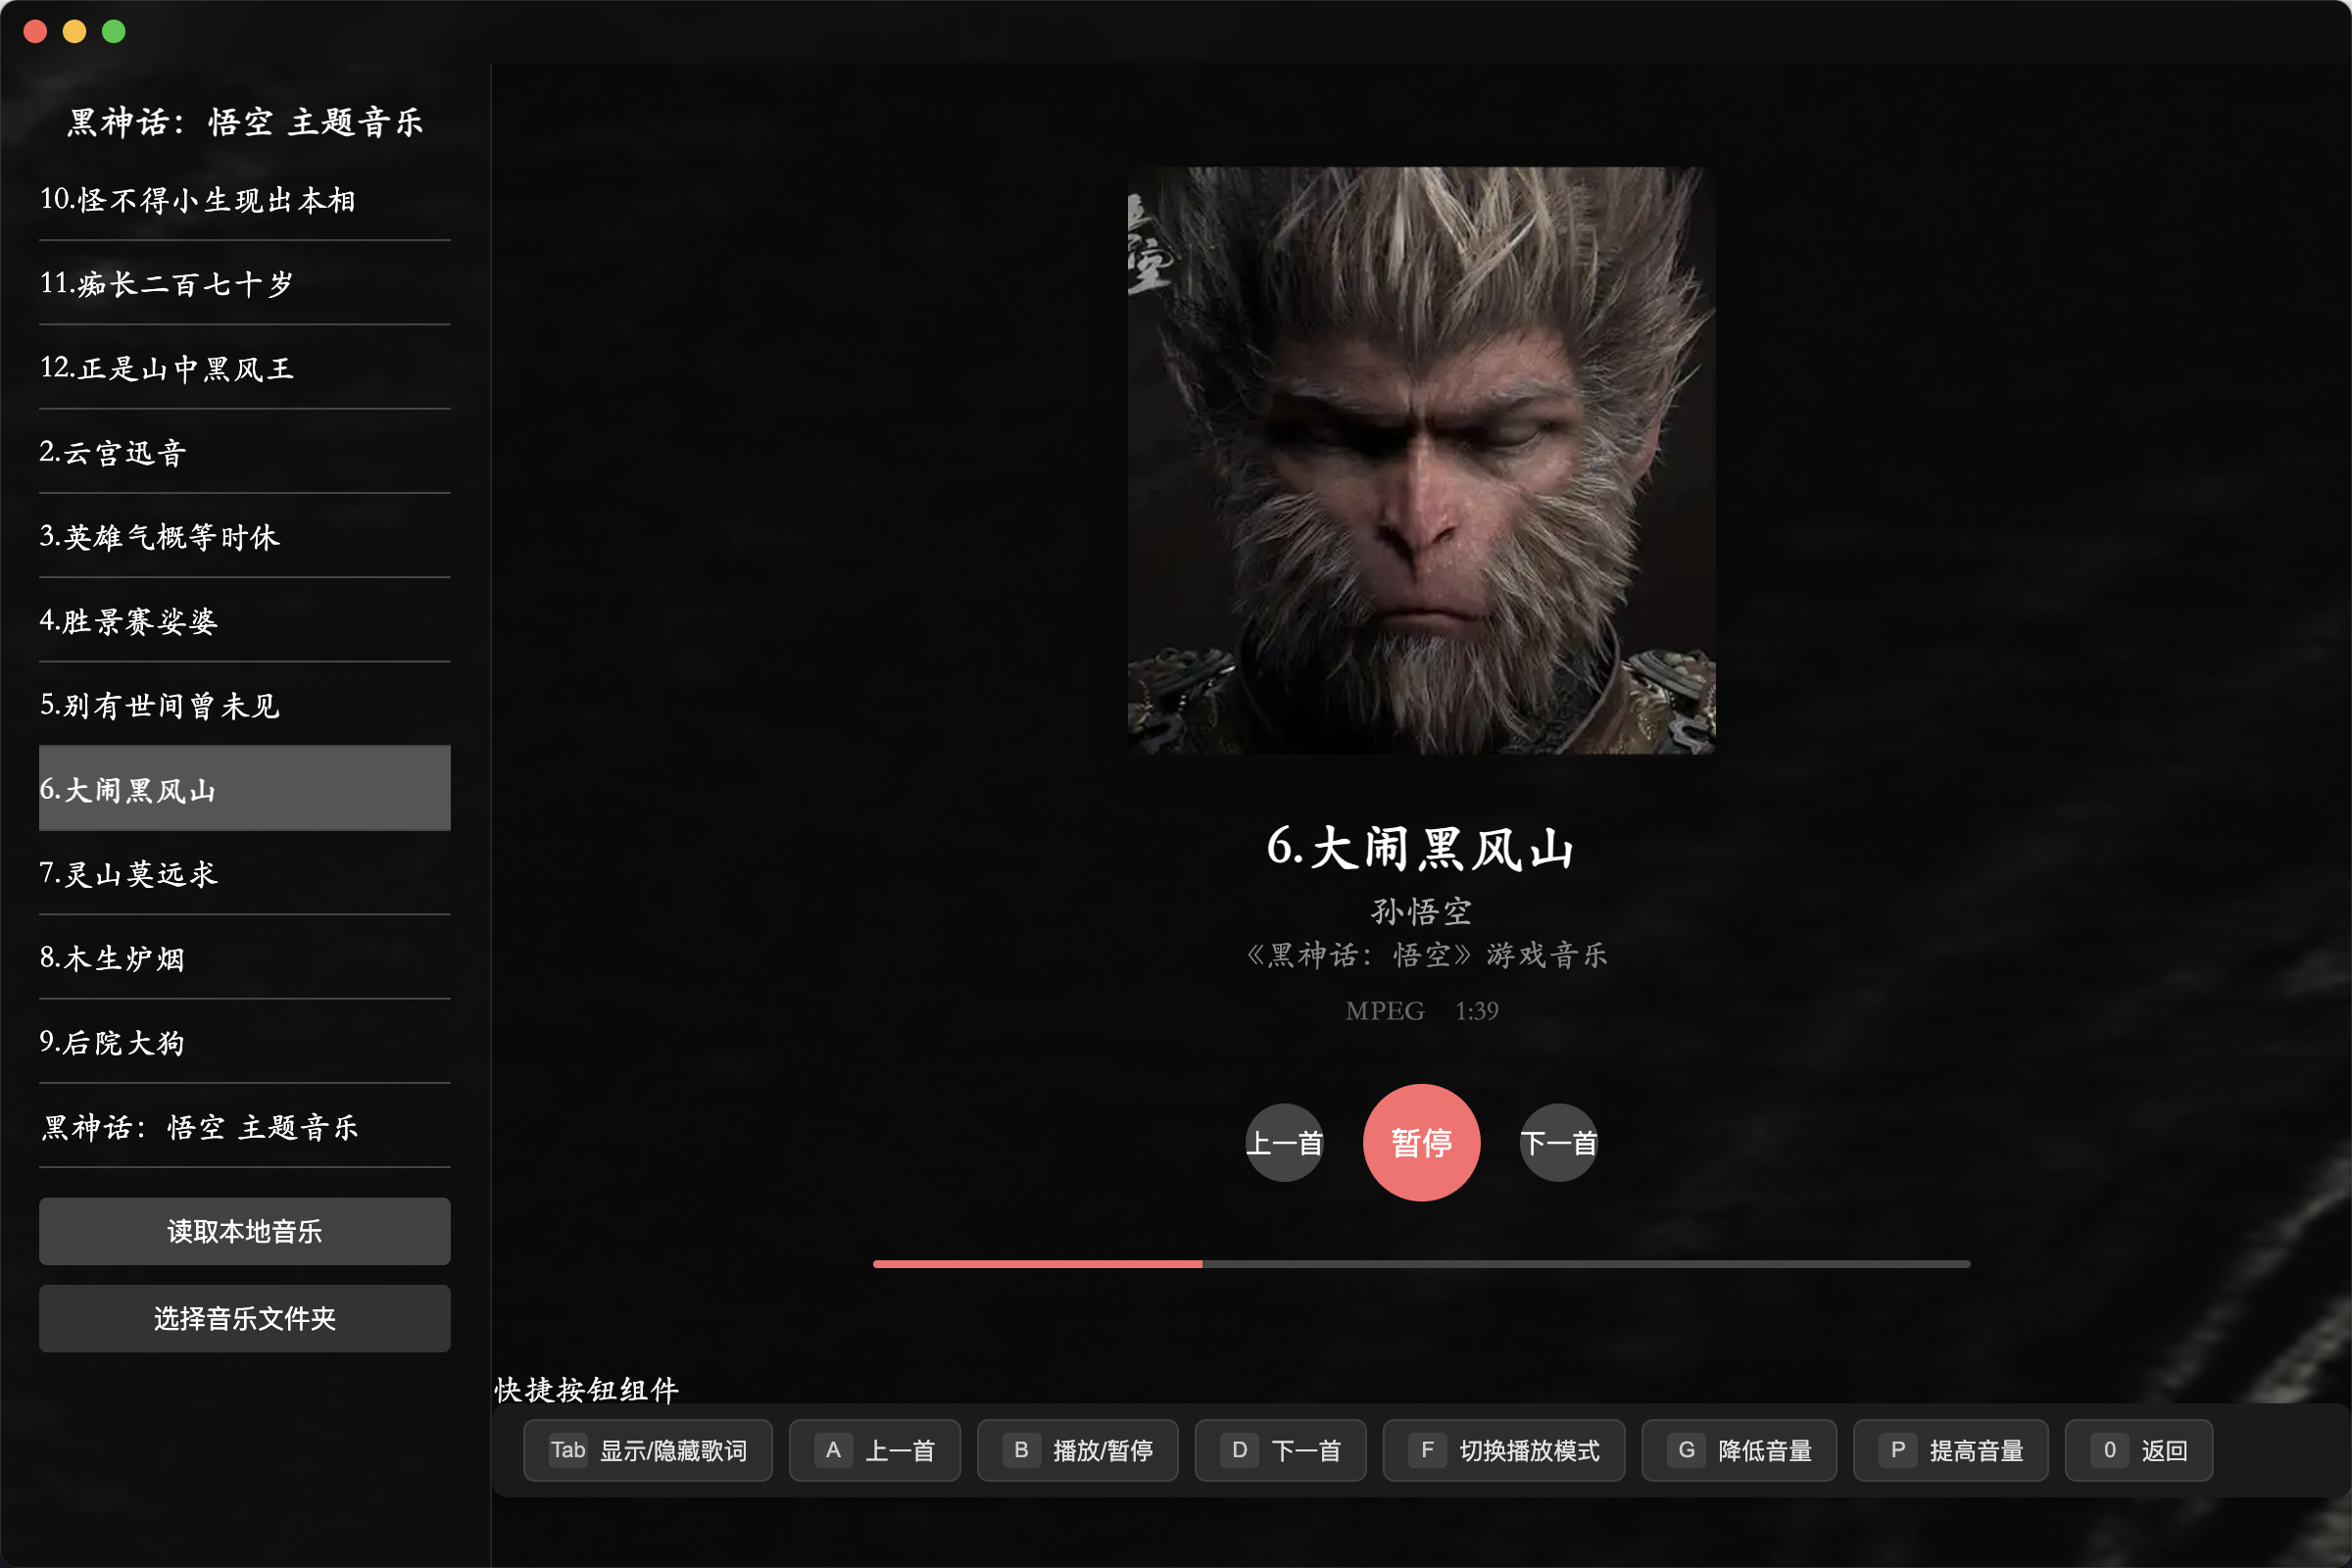 黑神话：悟空 主题音乐
10.怪不得小生现出本相
11.痴长二百七十岁
12.正是山中黑风王
2.云宫迅音
3.英雄气概等时休
4.胜景赛娑婆
5.别有世间曾未见
6.大闹黑风山
7.灵山莫远求
8.木生炉烟
9.后院大狗
黑神话：悟空 主题音乐
读取本地音乐
选择音乐文件夹
空
6.大闹黑风山
孙悟空
《黑神话：悟空》游戏音乐
MPEG 1:39
上一首 暂停 下一首
快捷按钮组件
Tab 显示/隐藏歌词 A 上一首 B 播放/暂停 D 下一首 F 切换播放模式 G 降低音量 P 提高音量 0 返回